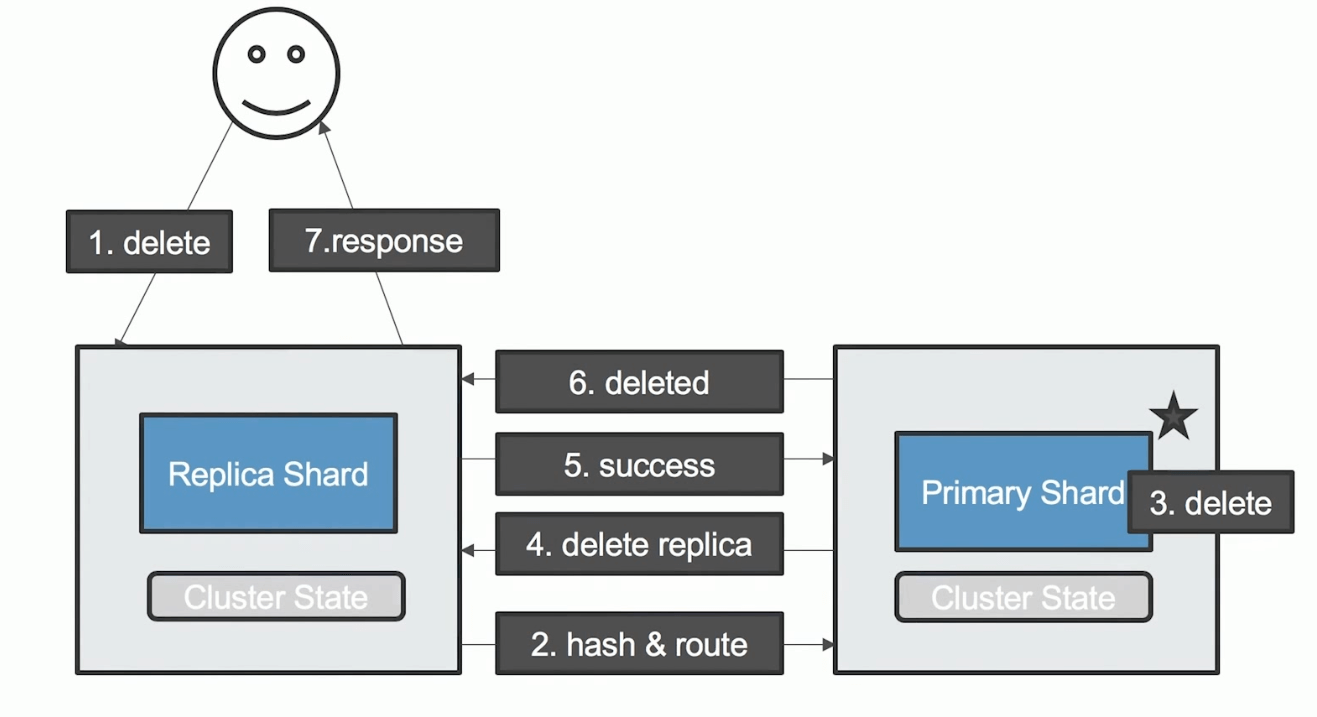 1. delete
7.response
6. deleted
Replica Shard
5. success
Primary Shard
3. delete
4. delete replica
Cluster State
Cluster State
2. hash & route